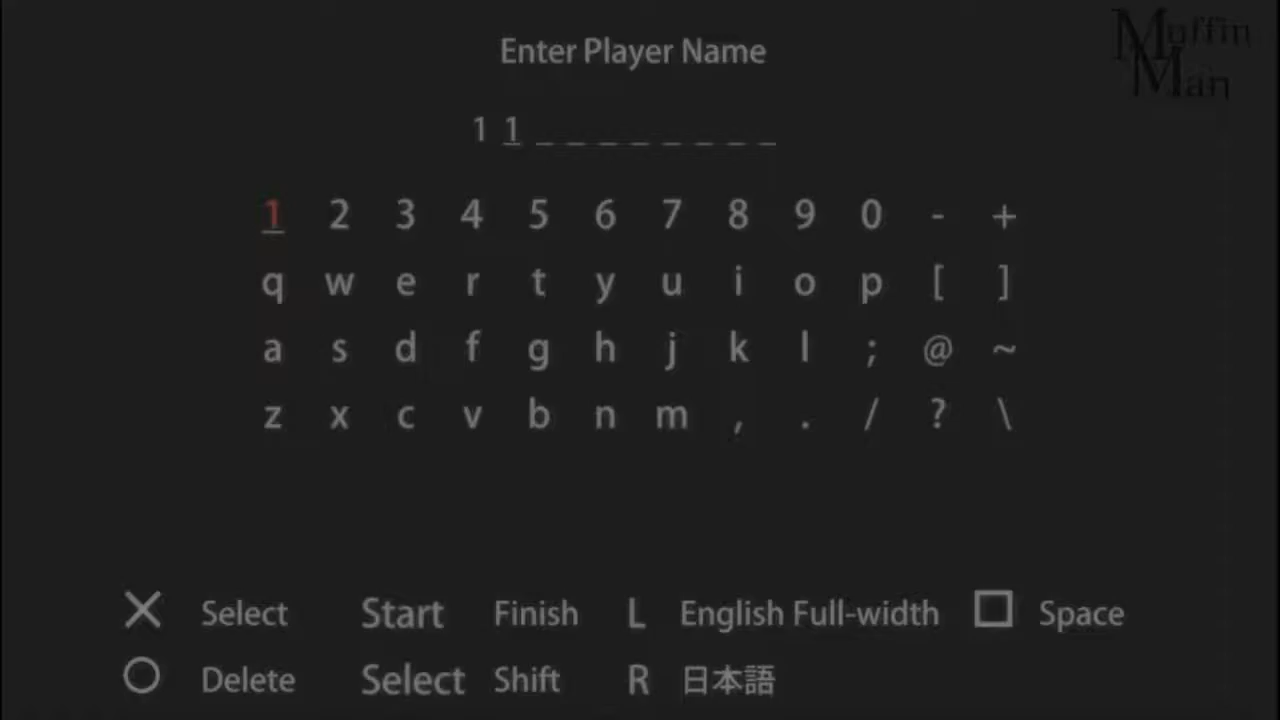 Muffin
Man
Enter Player Name
1 1 _ _ _ _ _ _ _ _
1 2 3 4 5 6 7 8 9 0 - +
q w e r t y u i o p [ ]
a s d f g h j k l ; @ ~
z x c v b n m , . / ? \
Select Start Finish L English Full-width Space
Delete Select Shift R 日本語